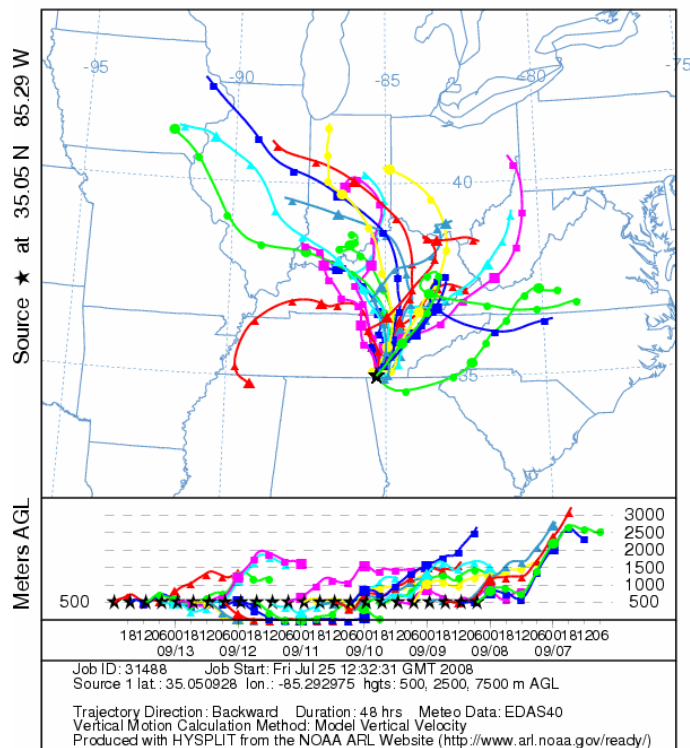 -95
-90
-85
-80
-75
40
35
Source ★ at 35.05 N 85.29 W
Meters AGL
3000
2500
2000
1500
1000
500
500
181206001812060018120600181206001812060018120600181206
09/13 09/12 09/11 09/10 09/09 09/08 09/07
Job ID: 31488 Job Start: Fri Jul 25 12:32:31 GMT 2008
Source 1 lat.: 35.050928 lon.: -85.292975 hgts: 500, 2500, 7500 m AGL
Trajectory Direction: Backward Duration: 48 hrs Meteo Data: EDAS40
Vertical Motion Calculation Method: Model Vertical Velocity
Produced with HYSPLIT from the NOAA ARL Website (http://www.arl.noaa.gov/ready/)